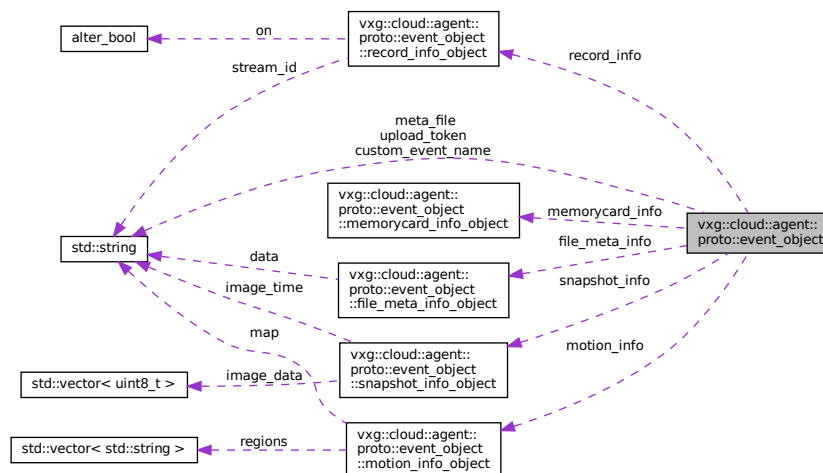 vxg::cloud::agent::
proto::event_object
::record_info_object
alter_bool
on
stream_id
record_info
meta_file
upload_token
custom_event_name
vxg::cloud::agent::
proto::event_object
::memorycard_info_object
memorycard_info
vxg::cloud::agent::
proto::event_object
std::string
file_meta_info
data
vxg::cloud::agent::
proto::event_object
::file_meta_info_object
image_time
snapshot_info
map
motion_info
vxg::cloud::agent::
proto::event_object
::snapshot_info_object
std::vector< uint8_t >
image_data
vxg::cloud::agent::
proto::event_object
::motion_info_object
std::vector< std::string >
regions